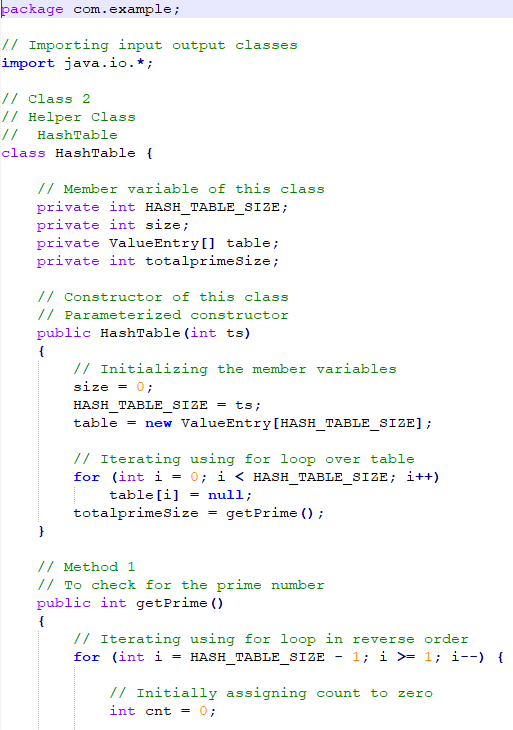 package com.example;
// Importing input output classes
import java.io.*;
// Class 2
// Helper Class
//  HashTable
class HashTable {
    // Member variable of this class
    private int HASH_TABLE_SIZE;
    private int size;
    private ValueEntry[] table;
    private int totalprimeSize;
    // Constructor of this class
    // Parameterized constructor
    public HashTable(int ts)
    {
        // Initializing the member variables
        size = 0;
        HASH_TABLE_SIZE = ts;
        table = new ValueEntry[HASH_TABLE_SIZE];
        // Iterating using for loop over table
        for (int i = 0; i < HASH_TABLE_SIZE; i++)
            table[i] = null;
        totalprimeSize = getPrime();
    }
    // Method 1
    // To check for the prime number
    public int getPrime()
    {
        // Iterating using for loop in reverse order
        for (int i = HASH_TABLE_SIZE - 1; i >= 1; i--) {
            // Initially assigning count to zero
            int cnt = 0;